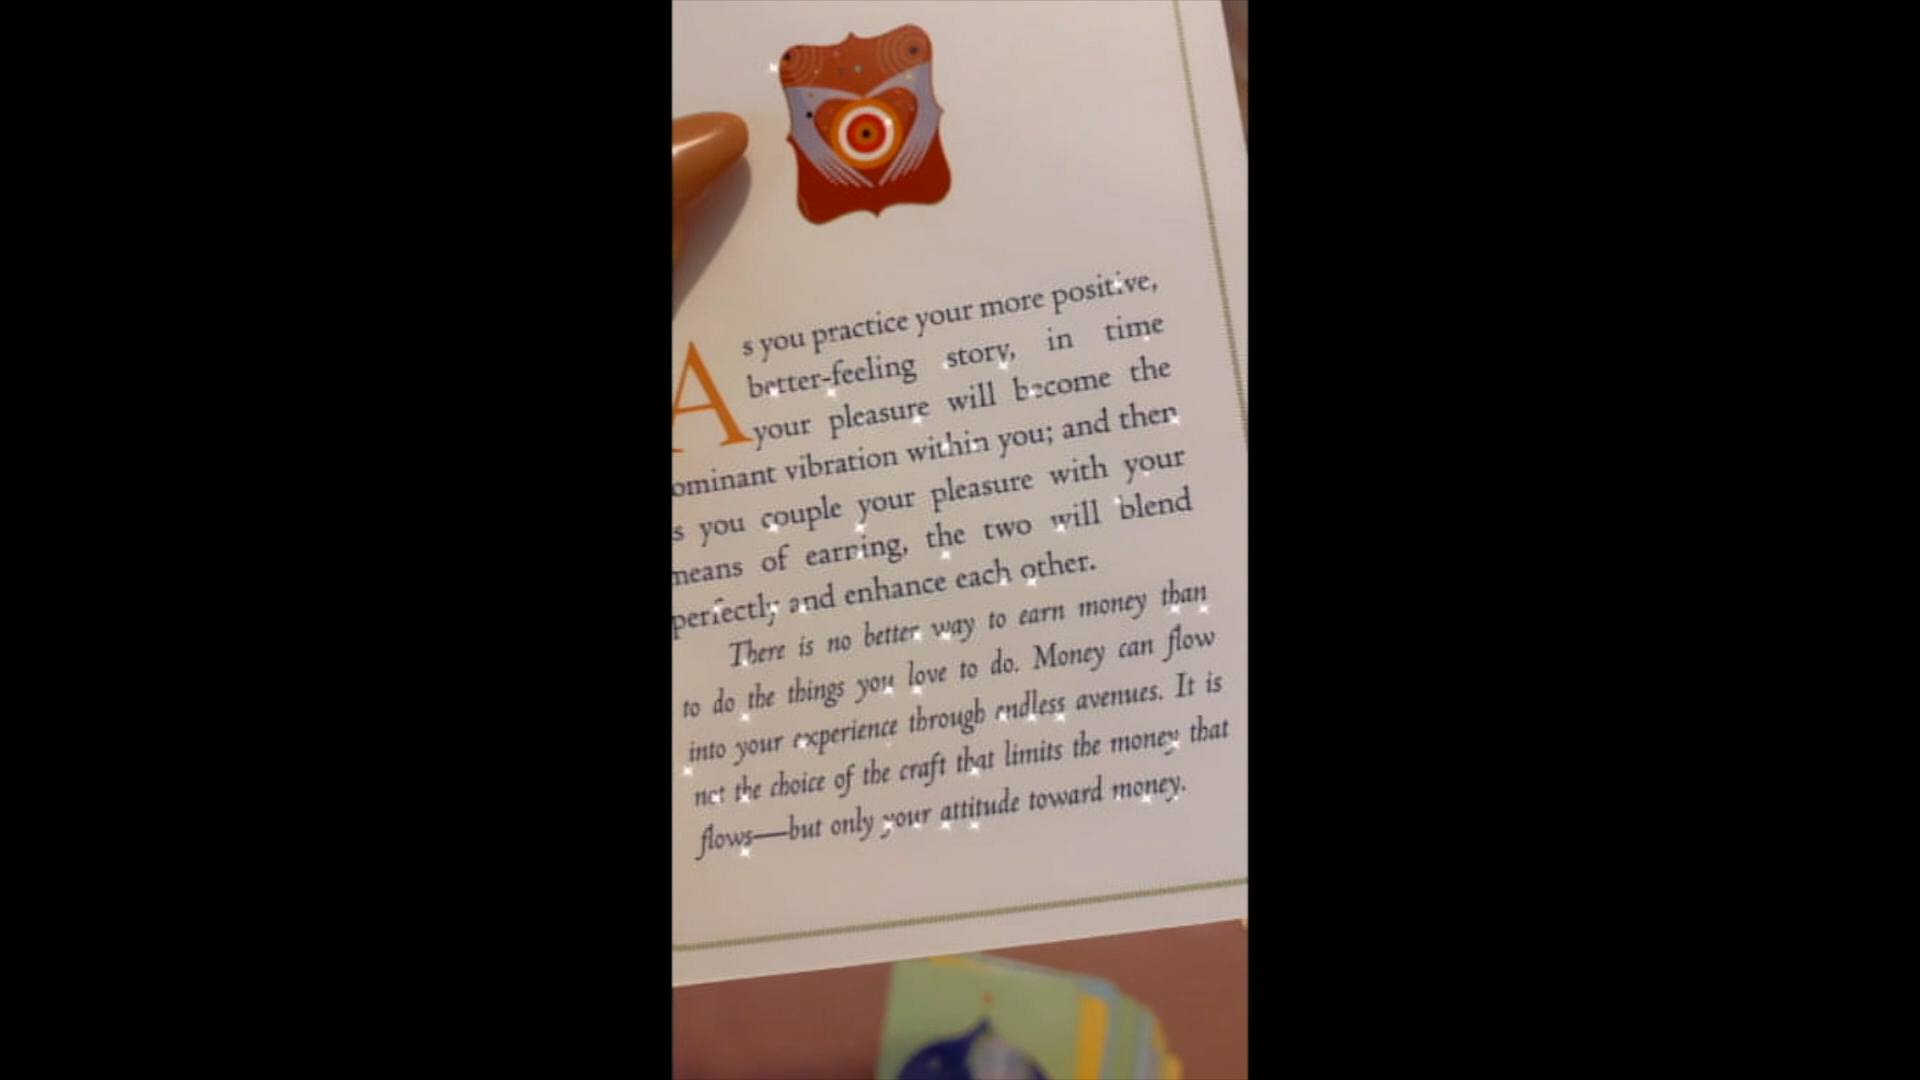 As you practice your more positive,
better-feeling story, in time
your pleasure will become the
ominant vibration within you; and then
s you couple your pleasure with your
means of earning, the two will blend
perfectly and enhance each other.
There is no better way to earn money than
to do the things you love to do. Money can flow
into your experience through endless avenues. It is
not the choice of the craft that limits the money that
flows—but only your attitude toward money.